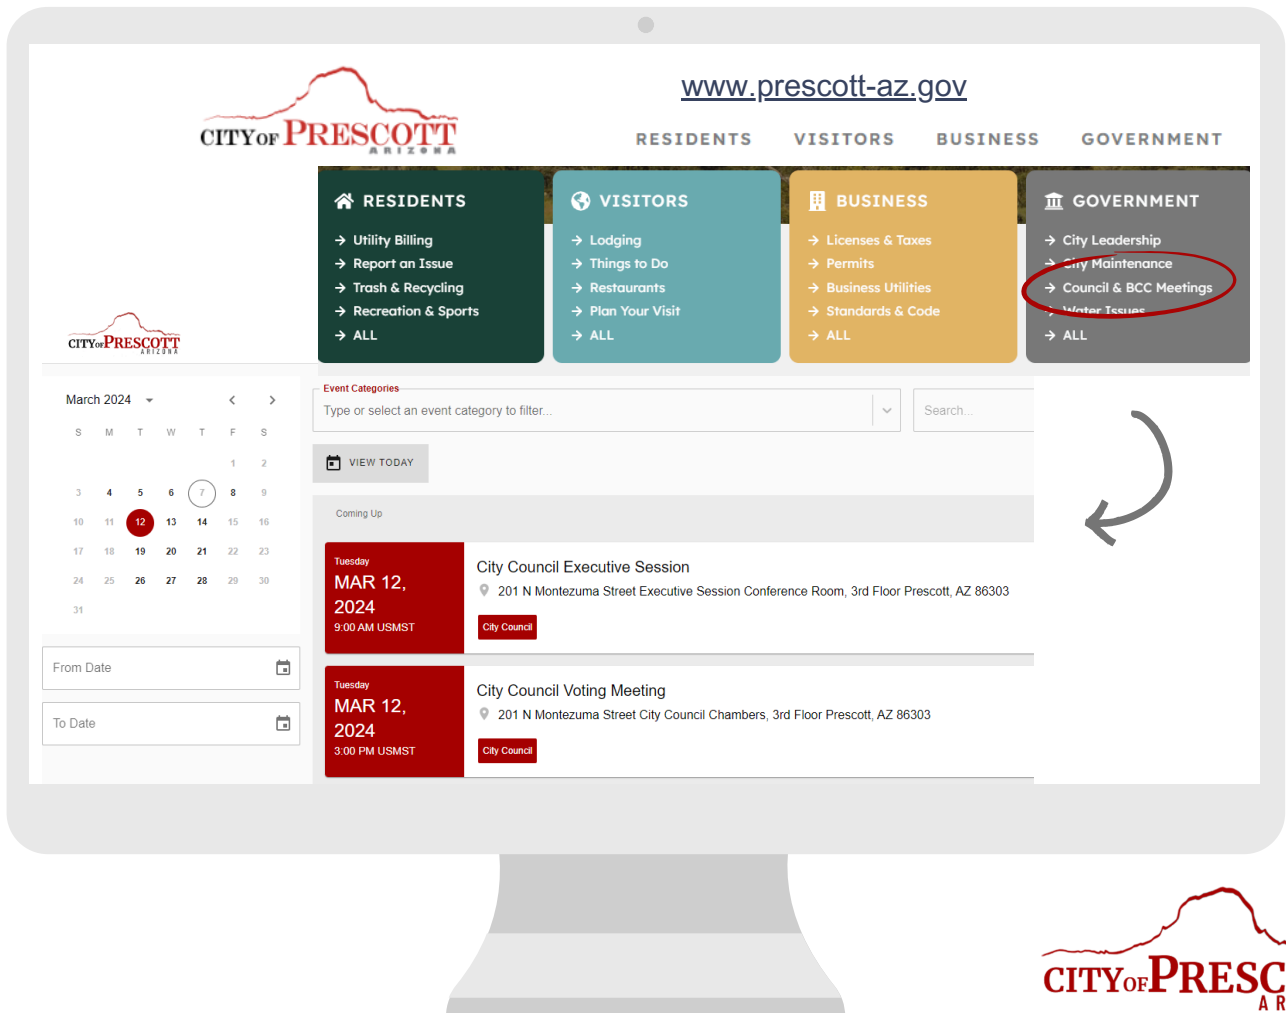 www.prescott-az.gov
CITY OF PRESCOTT
ARIZONA
RESIDENTS VISITORS BUSINESS GOVERNMENT
RESIDENTS
Utility Billing
Report an Issue
Trash & Recycling
Recreation & Sports
ALL
VISITORS
Lodging
Things to Do
Restaurants
Plan Your Visit
ALL
BUSINESS
Licenses & Taxes
Permits
Business Utilities
Standards & Code
ALL
GOVERNMENT
City Leadership
City Maintenance
Council & BCC Meetings
Water Issues
ALL
CITY OF PRESCOTT
ARIZONA
March 2024
S M T W T F S
1 2
3 4 5 6 7 8 9
10 11 12 13 14 15 16
17 18 19 20 21 22 23
24 25 26 27 28 29 30
31
From Date
To Date
Event Categories
Type or select an event category to filter...
Search...
VIEW TODAY
Coming Up
Tuesday
MAR 12,
2024
9:00 AM USMST
City Council Executive Session
201 N Montezuma Street Executive Session Conference Room, 3rd Floor Prescott, AZ 86303
City Council
Tuesday
MAR 12,
2024
3:00 PM USMST
City Council Voting Meeting
201 N Montezuma Street City Council Chambers, 3rd Floor Prescott, AZ 86303
City Council
CITY OF PRESC
A R